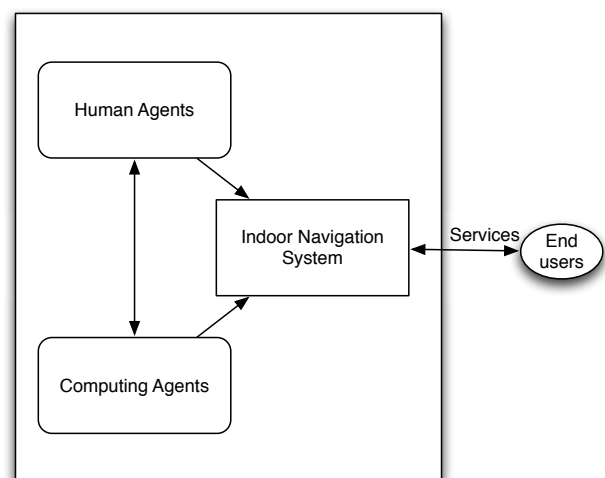 Human Agents
Indoor Navigation
System
Services
End
users
Computing Agents